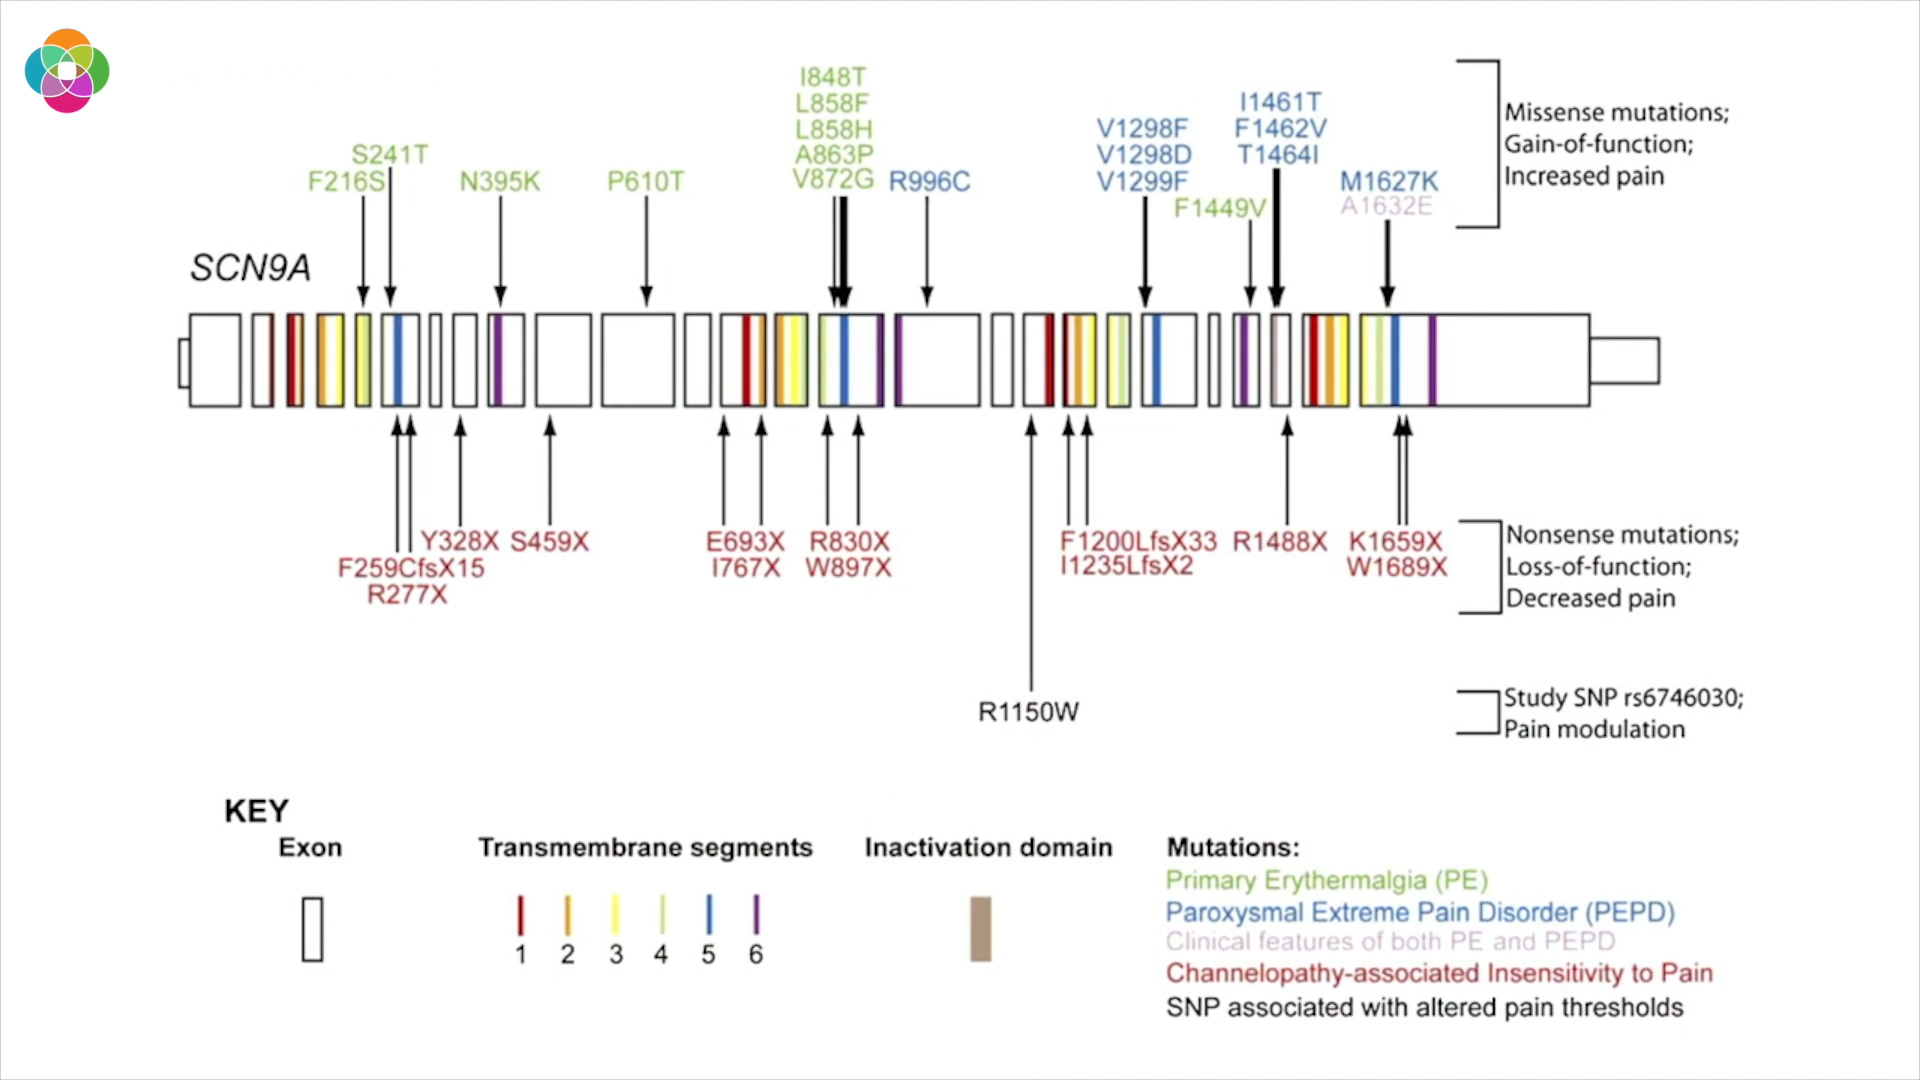 I848T
L858F
L858H
A863P
V872G
S241T
F216S
N395K
P610T
R996C
V1298F
V1298D
V1299F
F1449V
I1461T
F1462V
T1464I
M1627K
A1632E
Missense mutations;
Gain-of-function;
Increased pain
SCN9A
Y328X
F259CfsX15
R277X
S459X
E693X
I767X
R830X
W897X
F1200LfsX33
I1235LfsX2
R1488X
K1659X
W1689X
Nonsense mutations;
Loss-of-function;
Decreased pain
R1150W
Study SNP rs6746030;
Pain modulation
KEY
Exon
Transmembrane segments
1 2 3 4 5 6
Inactivation domain
Mutations:
Primary Erythermalgia (PE)
Paroxysmal Extreme Pain Disorder (PEPD)
Clinical features of both PE and PEPD
Channelopathy-associated Insensitivity to Pain
SNP associated with altered pain thresholds